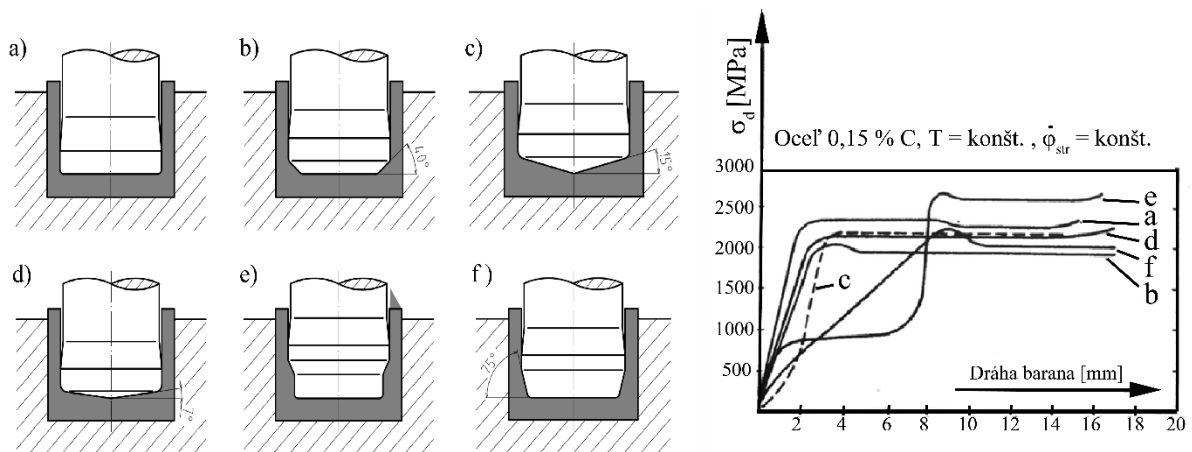 a)
b)
c)
40°
15°
d)
e)
f)
7°
75°
σd [MPa]
Oceľ 0,15 % C, T = konšt. , φ̇str = konšt.
3000
2500
2000
1500
1000
500
e
a
d
f
b
c
Dráha barana [mm]
2 4 6 8 10 12 14 16 18 20